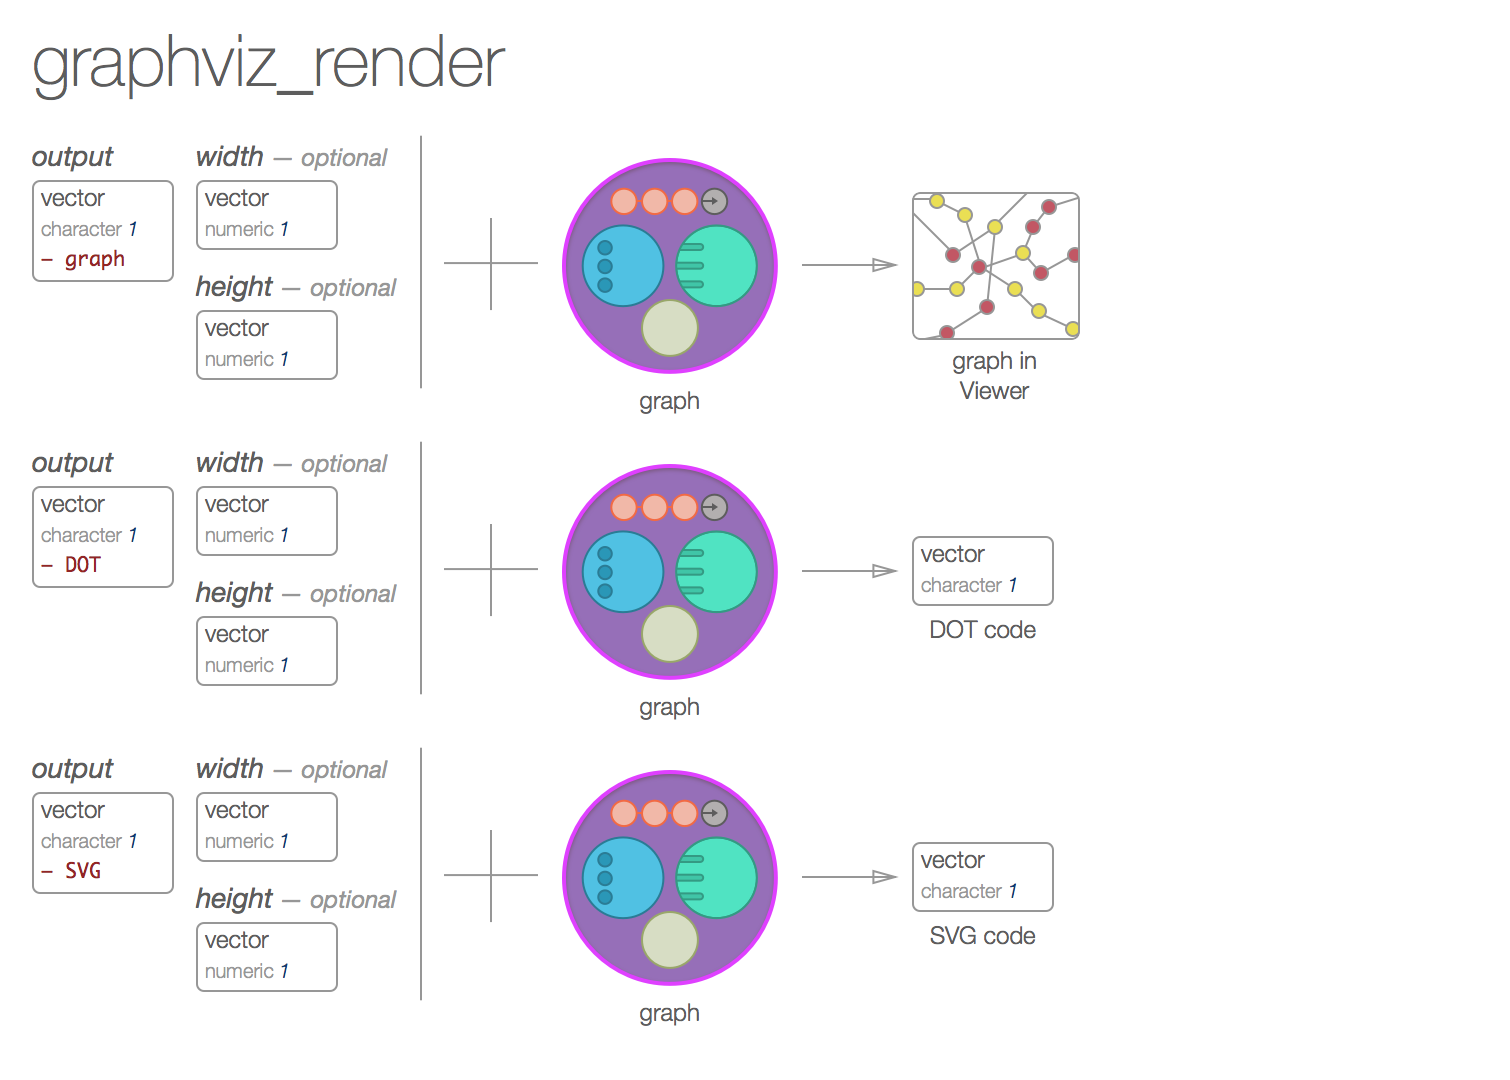 graphviz_render
output
width — optional
vector
character 1
– graph
vector
numeric 1
height — optional
vector
numeric 1
graph
graph in
Viewer
output
width — optional
vector
character 1
– DOT
vector
numeric 1
height — optional
vector
numeric 1
graph
vector
character 1
DOT code
output
width — optional
vector
character 1
– SVG
vector
numeric 1
height — optional
vector
numeric 1
graph
vector
character 1
SVG code